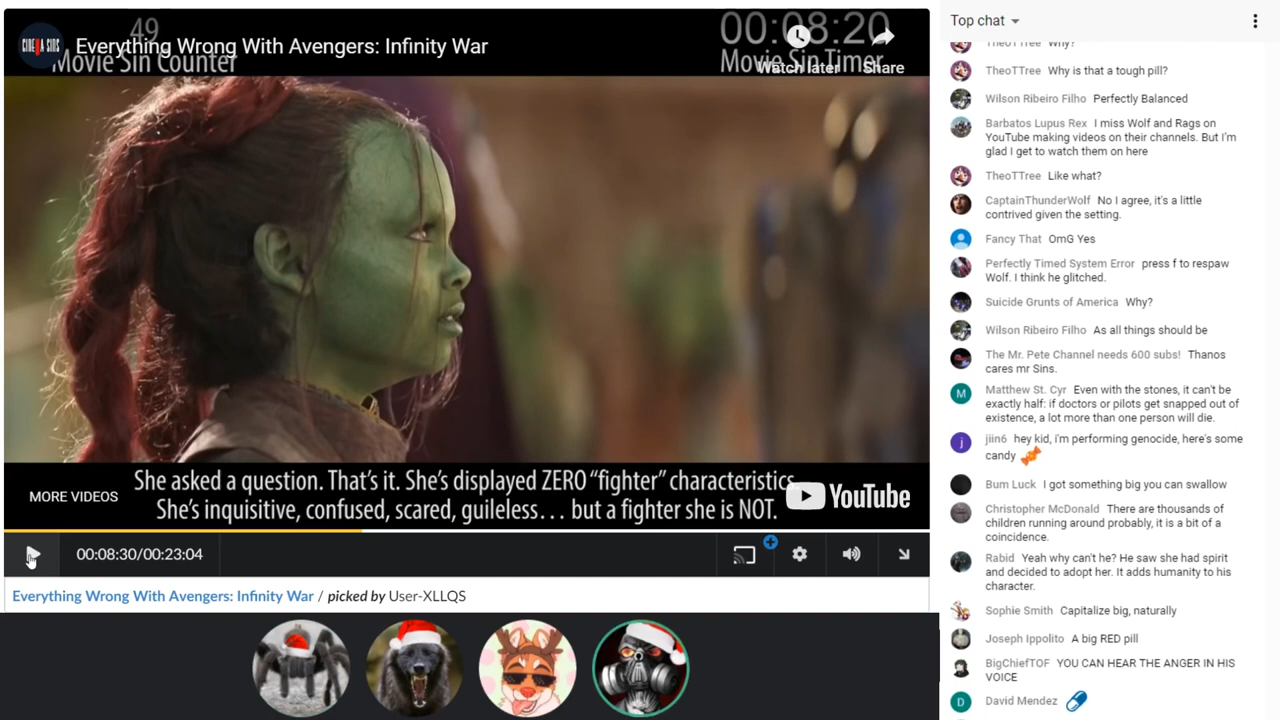 49
00:08:20
CINEMA SINS
Everything Wrong With Avengers: Infinity War
Movie Sin Counter
Movie Sin Timer
Watch later
Share
She asked a question. That's it. She's displayed ZERO "fighter" characteristics.
She's inquisitive, confused, scared, guileless... but a fighter she is NOT.
MORE VIDEOS
YouTube
00:08:30/00:23:04
Everything Wrong With Avengers: Infinity War / picked by User-XLLQS
Top chat
TheoTTree Why?
TheoTTree Why is that a tough pill?
Wilson Ribeiro Filho Perfectly Balanced
Barbatos Lupus Rex I miss Wolf and Rags on
YouTube making videos on their channels. But I'm
glad I get to watch them on here
TheoTTree Like what?
CaptainThunderWolf No I agree, it's a little
contrived given the setting.
Fancy That OmG Yes
Perfectly Timed System Error press f to respaw
Wolf. I think he glitched.
Suicide Grunts of America Why?
Wilson Ribeiro Filho As all things should be
The Mr. Pete Channel needs 600 subs! Thanos
cares mr Sins.
M
Matthew St. Cyr Even with the stones, it can't be
exactly half: if doctors or pilots get snapped out of
existence, a lot more than one person will die.
j
jiin6 hey kid, i'm performing genocide, here's some
candy
Bum Luck I got something big you can swallow
Christopher McDonald There are thousands of
children running around probably, it is a bit of a
coincidence.
Rabid Yeah why can't he? He saw she had spirit
and decided to adopt her. It adds humanity to his
character.
Sophie Smith Capitalize big, naturally
Joseph Ippolito A big RED pill
BigChiefTOF YOU CAN HEAR THE ANGER IN HIS
VOICE
D
David Mendez